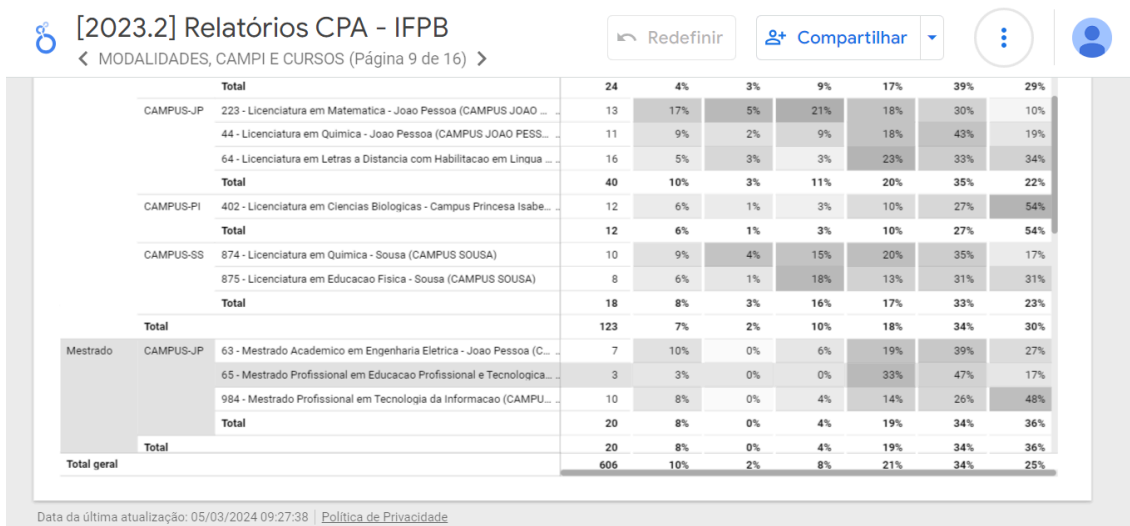 [2023.2] Relatórios CPA - IFPB
Redefinir
Compartilhar
MODALIDADES, CAMPI E CURSOS (Página 9 de 16)
Total 24 4% 3% 9% 17% 39% 29%
CAMPUS-JP 223 - Licenciatura em Matematica - Joao Pessoa (CAMPUS JOAO ... 13 17% 5% 21% 18% 30% 10%
44 - Licenciatura em Quimica - Joao Pessoa (CAMPUS JOAO PESS... 11 9% 2% 9% 18% 43% 19%
64 - Licenciatura em Letras a Distancia com Habilitacao em Lingua ... 16 5% 3% 3% 23% 33% 34%
Total 40 10% 3% 11% 20% 35% 22%
CAMPUS-PI 402 - Licenciatura em Ciencias Biologicas - Campus Princesa Isabe... 12 6% 1% 3% 10% 27% 54%
Total 12 6% 1% 3% 10% 27% 54%
CAMPUS-SS 874 - Licenciatura em Quimica - Sousa (CAMPUS SOUSA) 10 9% 4% 15% 20% 35% 17%
875 - Licenciatura em Educacao Fisica - Sousa (CAMPUS SOUSA) 8 6% 1% 18% 13% 31% 31%
Total 18 8% 3% 16% 17% 33% 23%
Total 123 7% 2% 10% 18% 34% 30%
Mestrado CAMPUS-JP 63 - Mestrado Academico em Engenharia Eletrica - Joao Pessoa (C... 7 10% 0% 6% 19% 39% 27%
65 - Mestrado Profissional em Educacao Profissional e Tecnologica... 3 3% 0% 0% 33% 47% 17%
984 - Mestrado Profissional em Tecnologia da Informacao (CAMPU... 10 8% 0% 4% 14% 26% 48%
Total 20 8% 0% 4% 19% 34% 36%
Total 20 8% 0% 4% 19% 34% 36%
Total geral 606 10% 2% 8% 21% 34% 25%
Data da última atualização: 05/03/2024 09:27:38 | Política de Privacidade